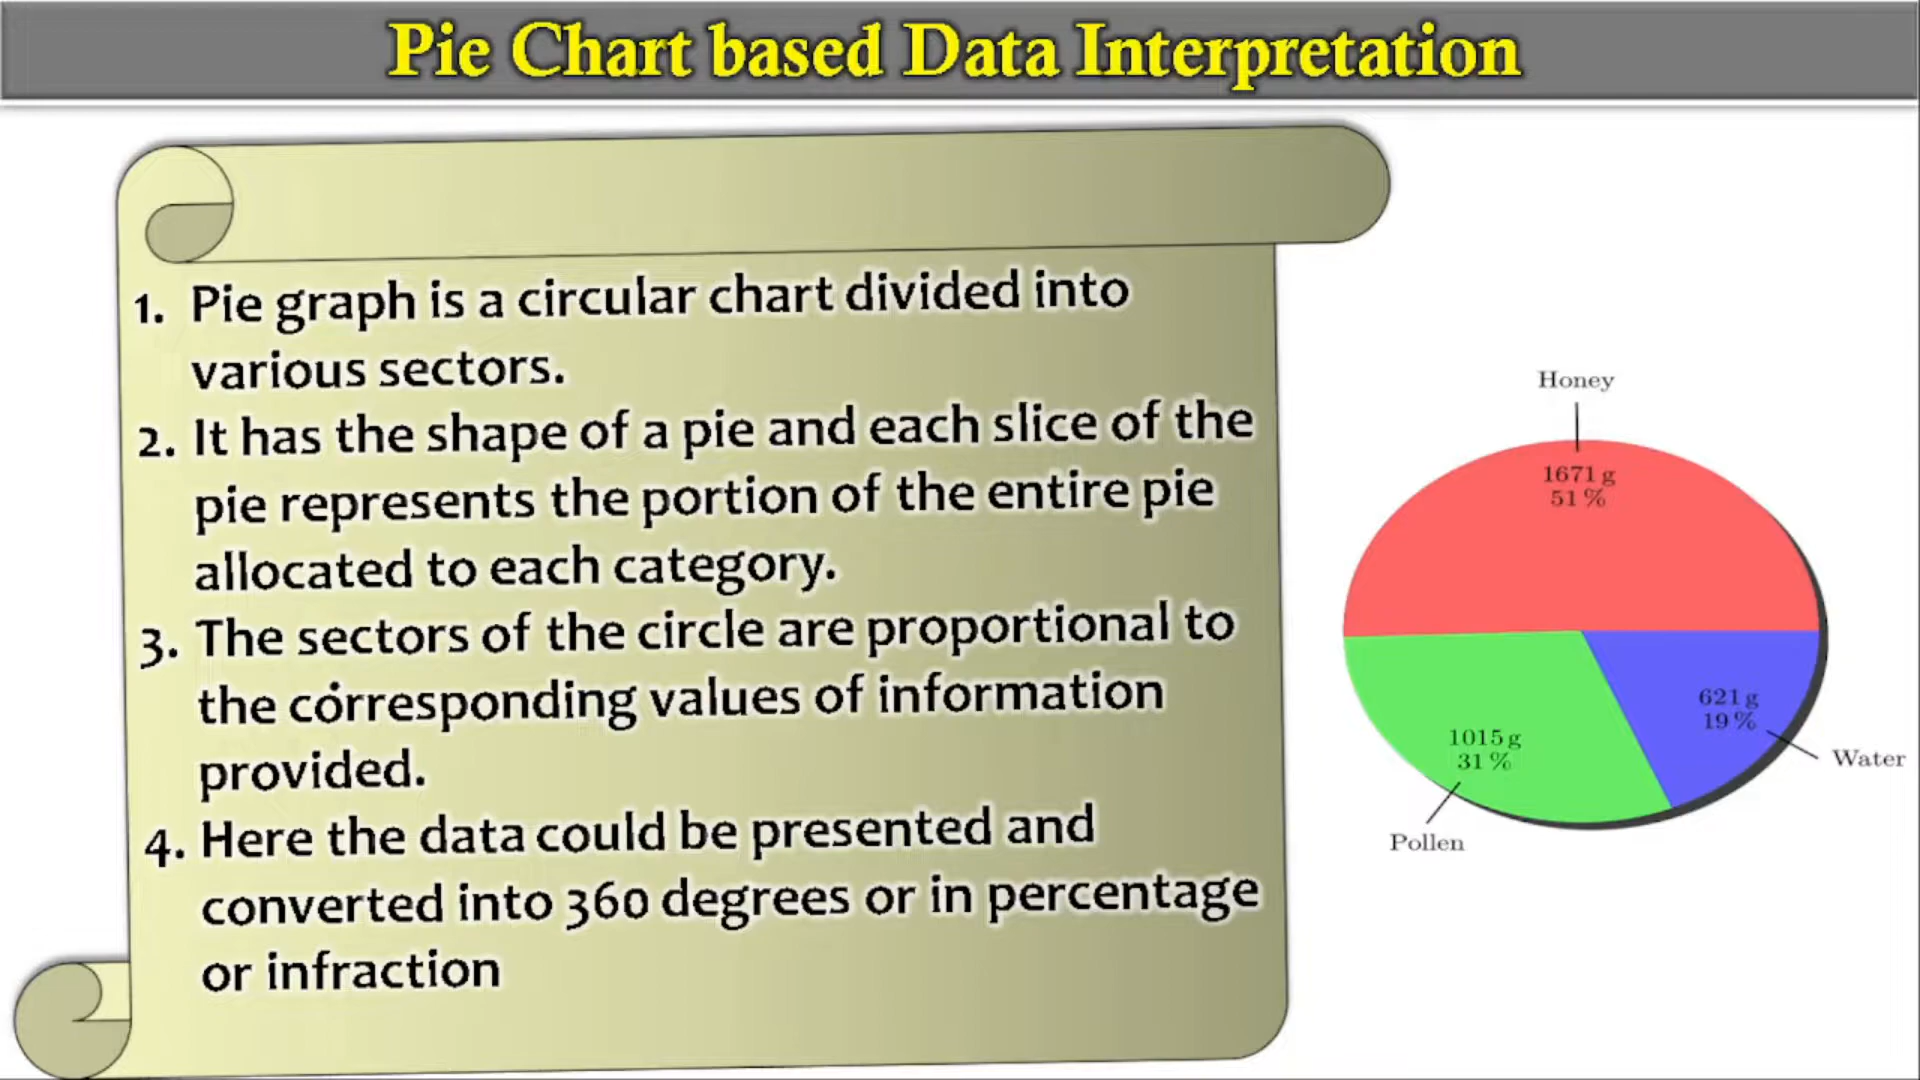 Pie Chart based Data Interpretation
1. Pie graph is a circular chart divided into
various sectors.
2. It has the shape of a pie and each slice of the
pie represents the portion of the entire pie
allocated to each category.
3. The sectors of the circle are proportional to
the corresponding values of information
provided.
4. Here the data could be presented and
converted into 360 degrees or in percentage
or infraction
Honey
1671 g
51 %
621 g
19 %
Water
1015 g
31 %
Pollen